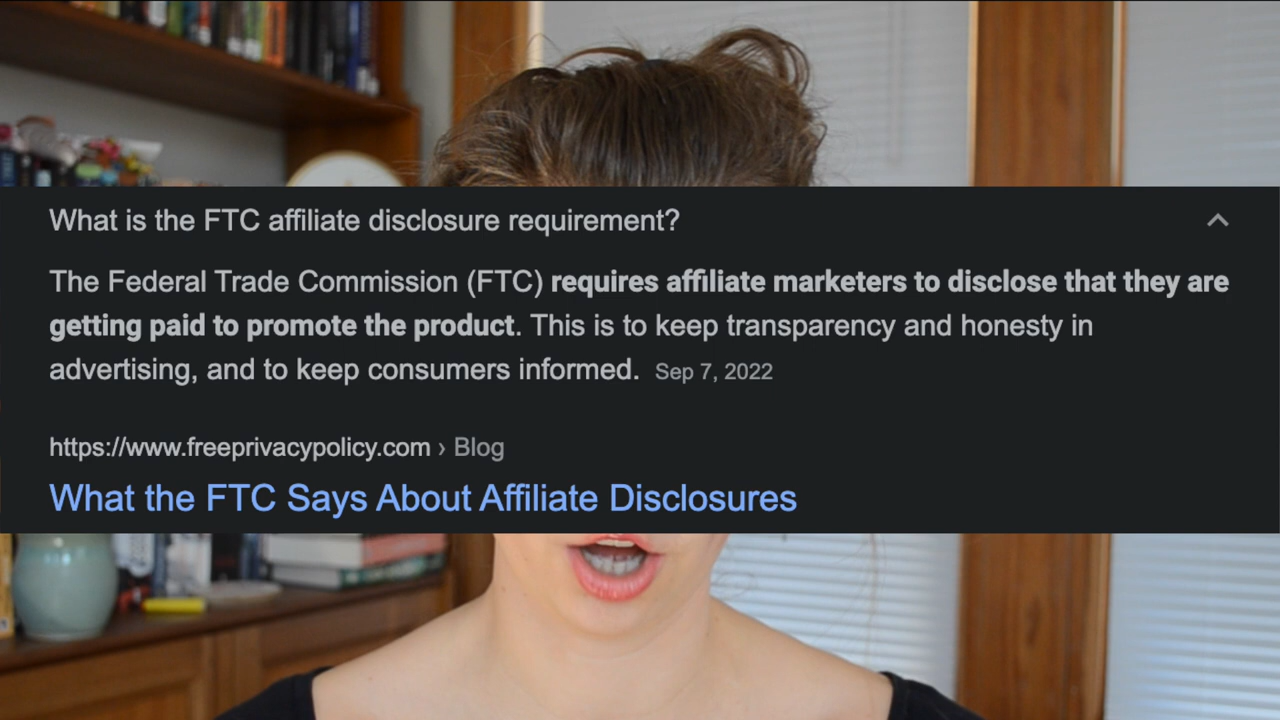 What is the FTC affiliate disclosure requirement?
The Federal Trade Commission (FTC) requires affiliate marketers to disclose that they are
getting paid to promote the product. This is to keep transparency and honesty in
advertising, and to keep consumers informed. Sep 7, 2022
https://www.freeprivacypolicy.com › Blog
What the FTC Says About Affiliate Disclosures